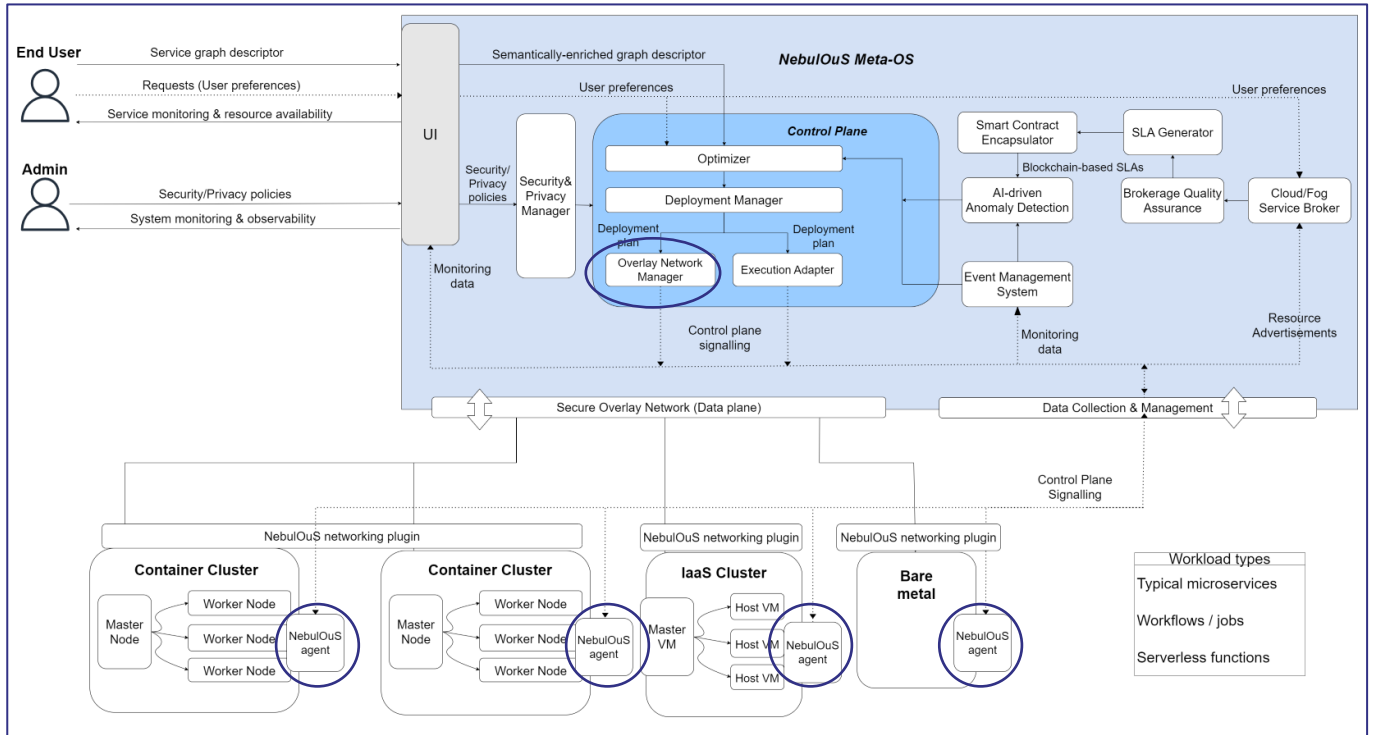 End User
Service graph descriptor
Requests (User preferences)
Service monitoring & resource availability
Admin
Security/Privacy policies
System monitoring & observability
UI
Semantically-enriched graph descriptor
NebulOuS Meta-OS
User preferences
User preferences
Security/
Privacy
policies
Security&
Privacy
Manager
Control Plane
Optimizer
Deployment Manager
Deployment
plan
Deployment
plan
Overlay Network
Manager
Execution Adapter
Smart Contract
Encapsulator
SLA Generator
Blockchain-based SLAs
AI-driven
Anomaly Detection
Brokerage Quality
Assurance
Cloud/Fog
Service Broker
Event Management
System
Monitoring
data
Control plane
signalling
Monitoring
data
Resource
Advertisements
Secure Overlay Network (Data plane)
Data Collection & Management
Control Plane
Signalling
NebulOuS networking plugin
NebulOuS networking plugin
NebulOuS networking plugin
Container Cluster
Master
Node
Worker Node
Worker Node
Worker Node
NebulOuS
agent
Container Cluster
Master
Node
Worker Node
Worker Node
Worker Node
NebulOuS
agent
IaaS Cluster
Master
VM
Host VM
Host VM
Host VM
NebulOuS
agent
Bare
metal
NebulOuS
agent
Workload types
Typical microservices
Workflows / jobs
Serverless functions